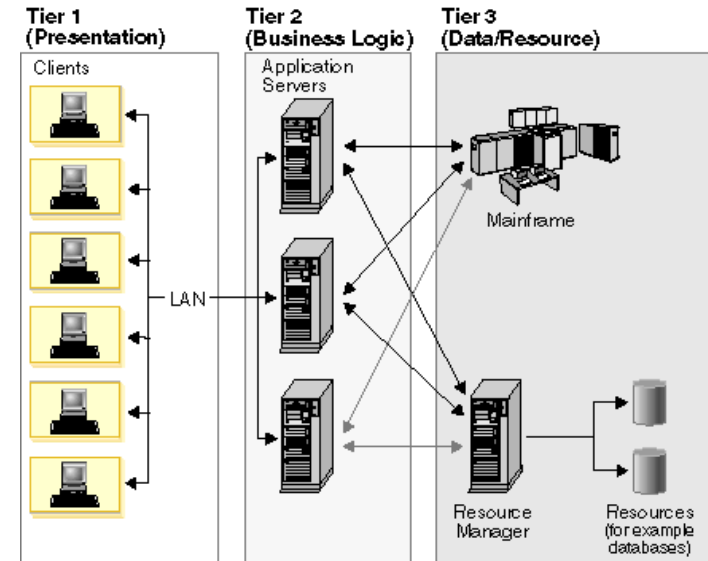 Tier 1
(Presentation)
Tier 2
(Business Logic)
Tier 3
(Data/Resource)
Clients
Application
Servers
Mainframe
LAN
Resource
Manager
Resources
(for example
databases)